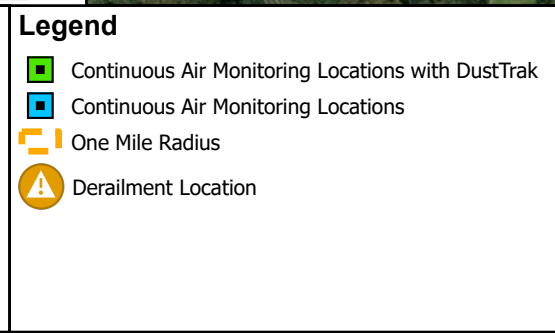 Legend
Continuous Air Monitoring Locations with DustTrak
Continuous Air Monitoring Locations
One Mile Radius
Derailment Location